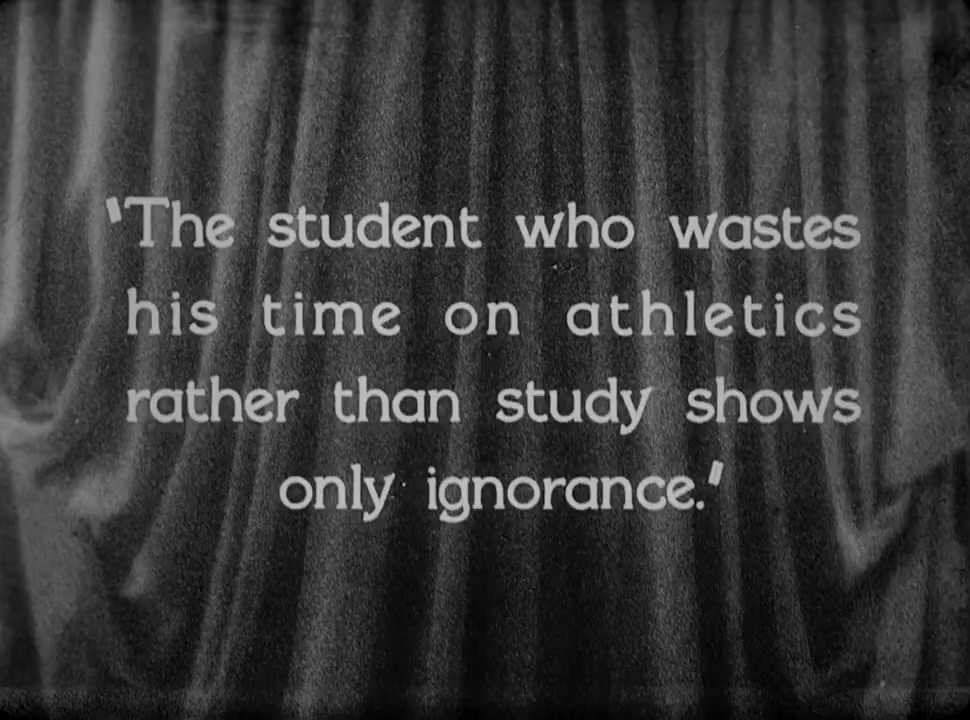 'The student who wastes
his time on athletics
rather than study shows
only ignorance.'